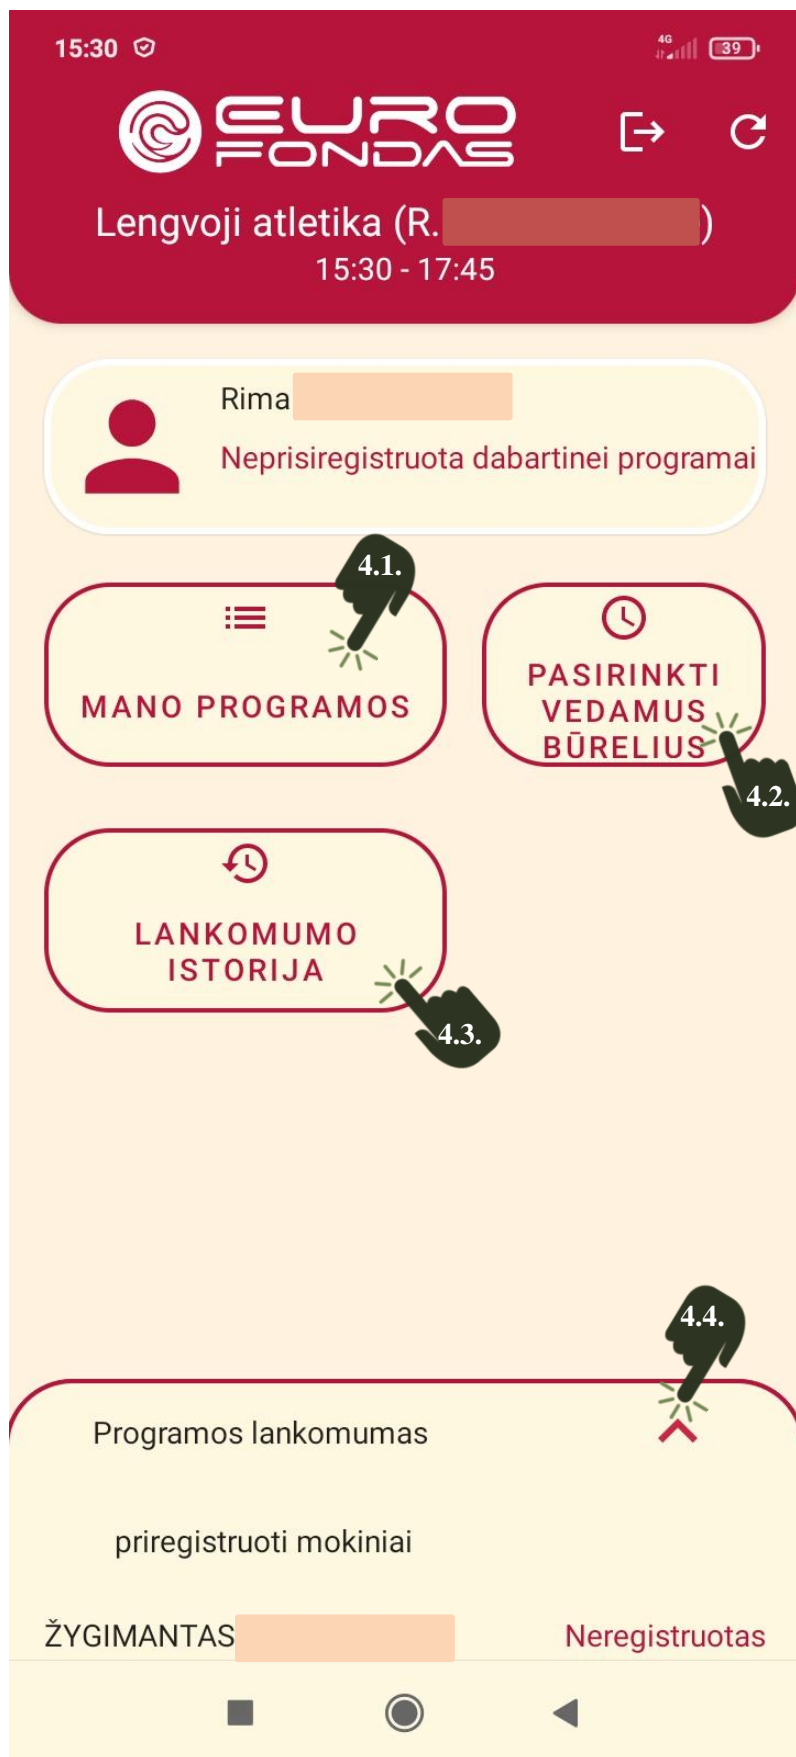 15:30
4G
39
EURO
FONDAS
Lengvoji atletika (R. )
15:30 - 17:45
Rima
Neprisiregistruota dabartinei programai
4.1.
MANO PROGRAMOS
PASIRINKTI
VEDAMUS
BŪRELIUS
4.2.
LANKOMUMO
ISTORIJA
4.3.
4.4.
Programos lankomumas
priregistruoti mokiniai
ŽYGIMANTAS Neregistruotas